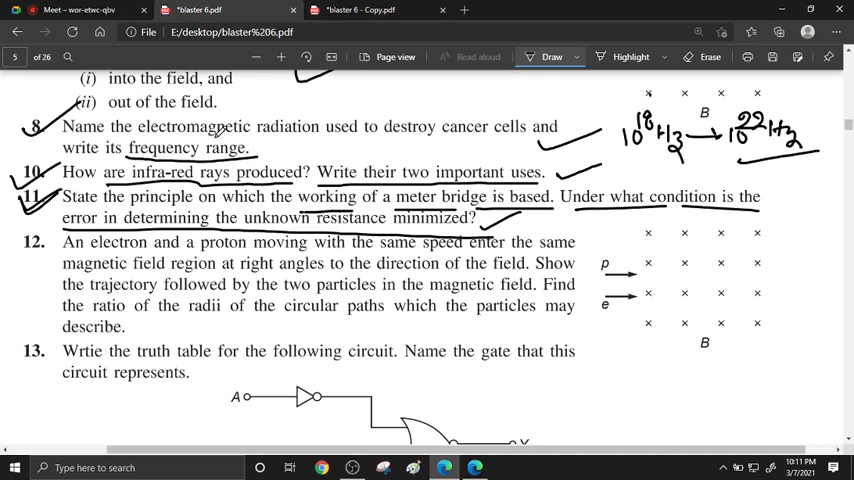 Meet – wor-etwc-qbv
*blaster 6.pdf
*blaster 6 - Copy.pdf
File
E:/desktop/blaster%206.pdf
5 of 26
Page view
Read aloud
Draw
Highlight
Erase
(i) into the field, and
(ii) out of the field.
B
10^18 Hz → 10^22 Hz
8. Name the electromagnetic radiation used to destroy cancer cells and
write its frequency range.
10. How are infra-red rays produced? Write their two important uses.
11. State the principle on which the working of a meter bridge is based. Under what condition is the
error in determining the unknown resistance minimized?
12. An electron and a proton moving with the same speed enter the same
magnetic field region at right angles to the direction of the field. Show
the trajectory followed by the two particles in the magnetic field. Find
the ratio of the radii of the circular paths which the particles may
describe.
p
e
B
13. Wrtie the truth table for the following circuit. Name the gate that this
circuit represents.
A
Y
Type here to search
10:11 PM
3/7/2021